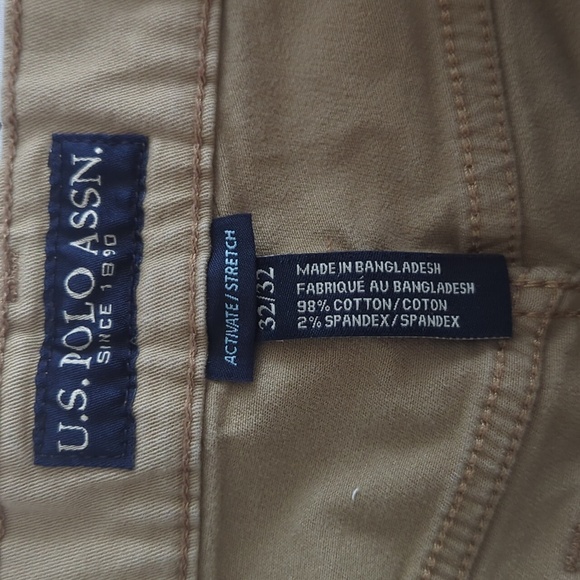 U.S. POLO ASSN.
SINCE 1890
ACTIVATE/STRETCH
32/32
MADE IN BANGLADESH
FABRIQUÉ AU BANGLADESH
98% COTTON/COTON
2% SPANDEX/SPANDEX